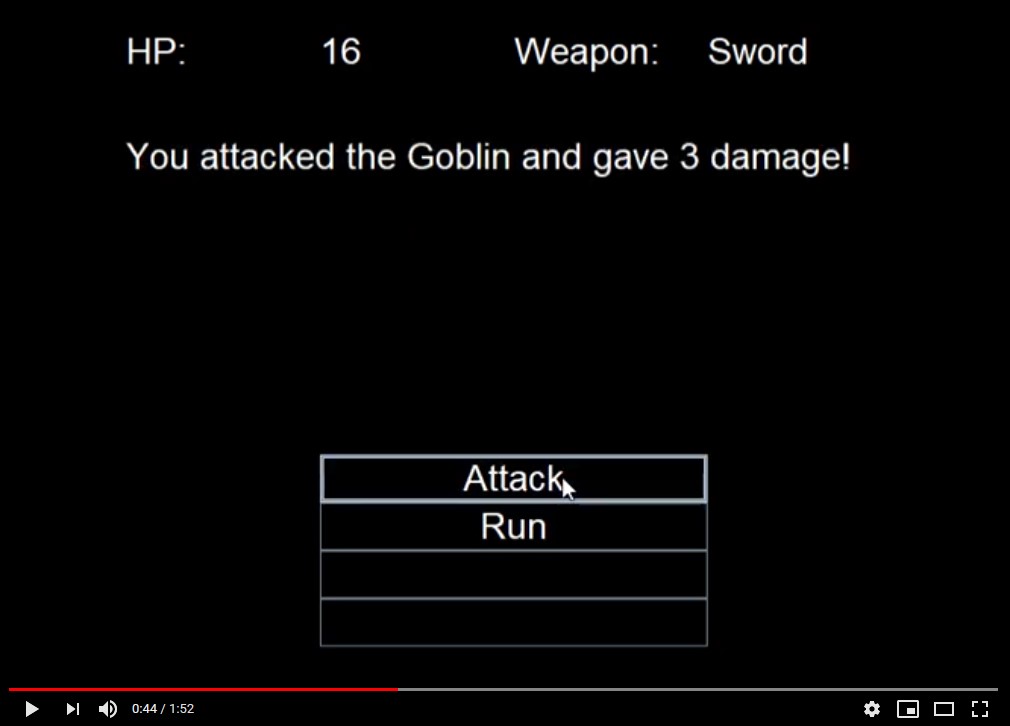 HP: 16 Weapon: Sword
You attacked the Goblin and gave 3 damage!
Attack
Run
0:44 / 1:52